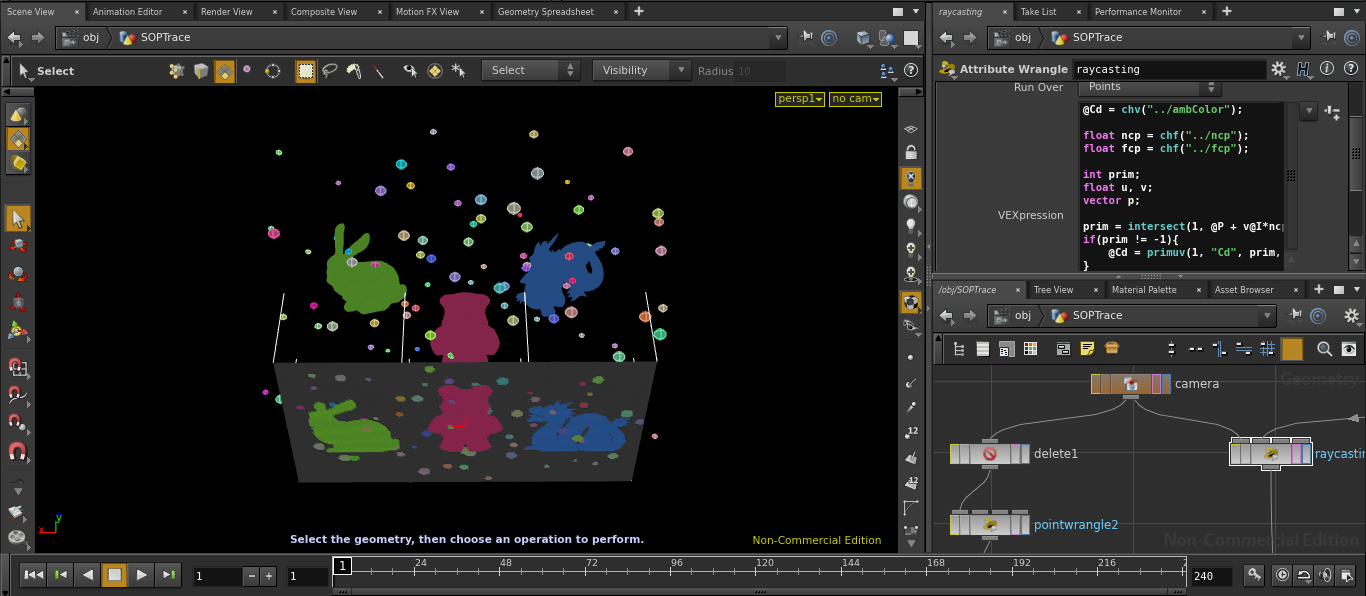 Scene View
Animation Editor
Render View
Composite View
Motion FX View
Geometry Spreadsheet
obj
SOPTrace
Select
Select
Visibility
Radius 10
persp1
no cam
12
12
x
y
Select the geometry, then choose an operation to perform.
Non-Commercial Edition
raycasting
Take List
Performance Monitor
obj
SOPTrace
Attribute Wrangle
raycasting
Run Over
Points
VEXpression
@Cd = chv("../ambColor");
float ncp = chf("../ncp");
float fcp = chf("../fcp");
int prim;
float u, v;
vector p;
prim = intersect(1, @P + v@I*ncp
if(prim != -1){
@Cd = primuv(1, "Cd", prim,
}
/obj/SOPTrace
Tree View
Material Palette
Asset Browser
obj
SOPTrace
Geometry
camera
delete1
raycasting
pointwrangle2
Non-Commercial Edition
1
1
1
24
48
72
96
120
144
168
192
216
2
240